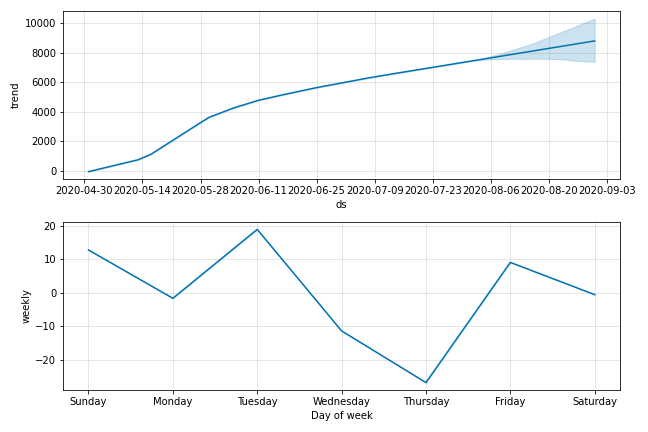 10000
8000
6000
4000
2000
0
trend
2020-04-30 2020-05-14 2020-05-28 2020-06-11 2020-06-25 2020-07-09 2020-07-23 2020-08-06 2020-08-20 2020-09-03
ds
20
10
0
−10
−20
weekly
Sunday Monday Tuesday Wednesday Thursday Friday Saturday
Day of week